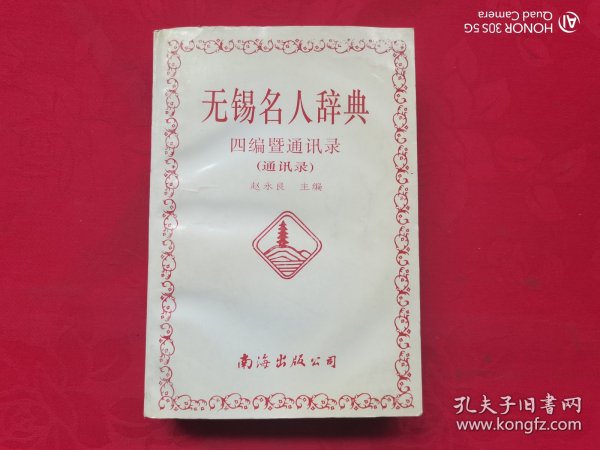 HONOR 30S 5G
Quad Camera
AI
无锡名人辞典
四编暨通讯录
(通讯录)
赵永良 主编
南海出版公司
孔夫子旧书网
www.kongfz.com